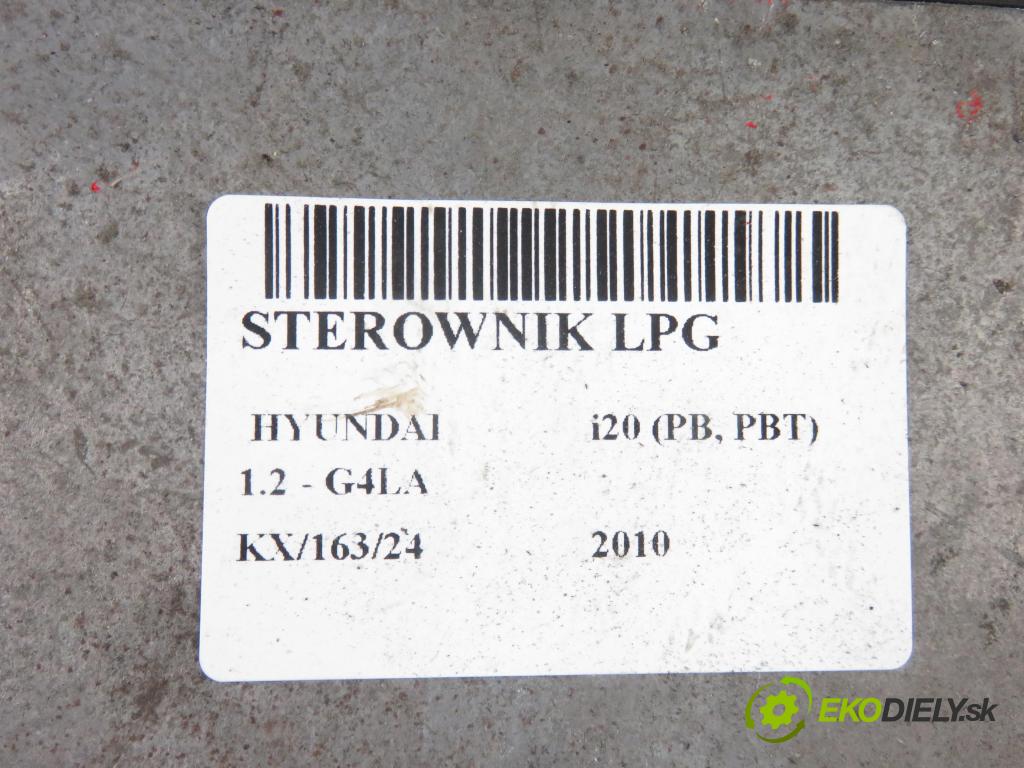 STEROWNIK LPG
HYUNDAI i20 (PB, PBT)
1.2 - G4LA
KX/163/24 2010
EKODIELY.sk